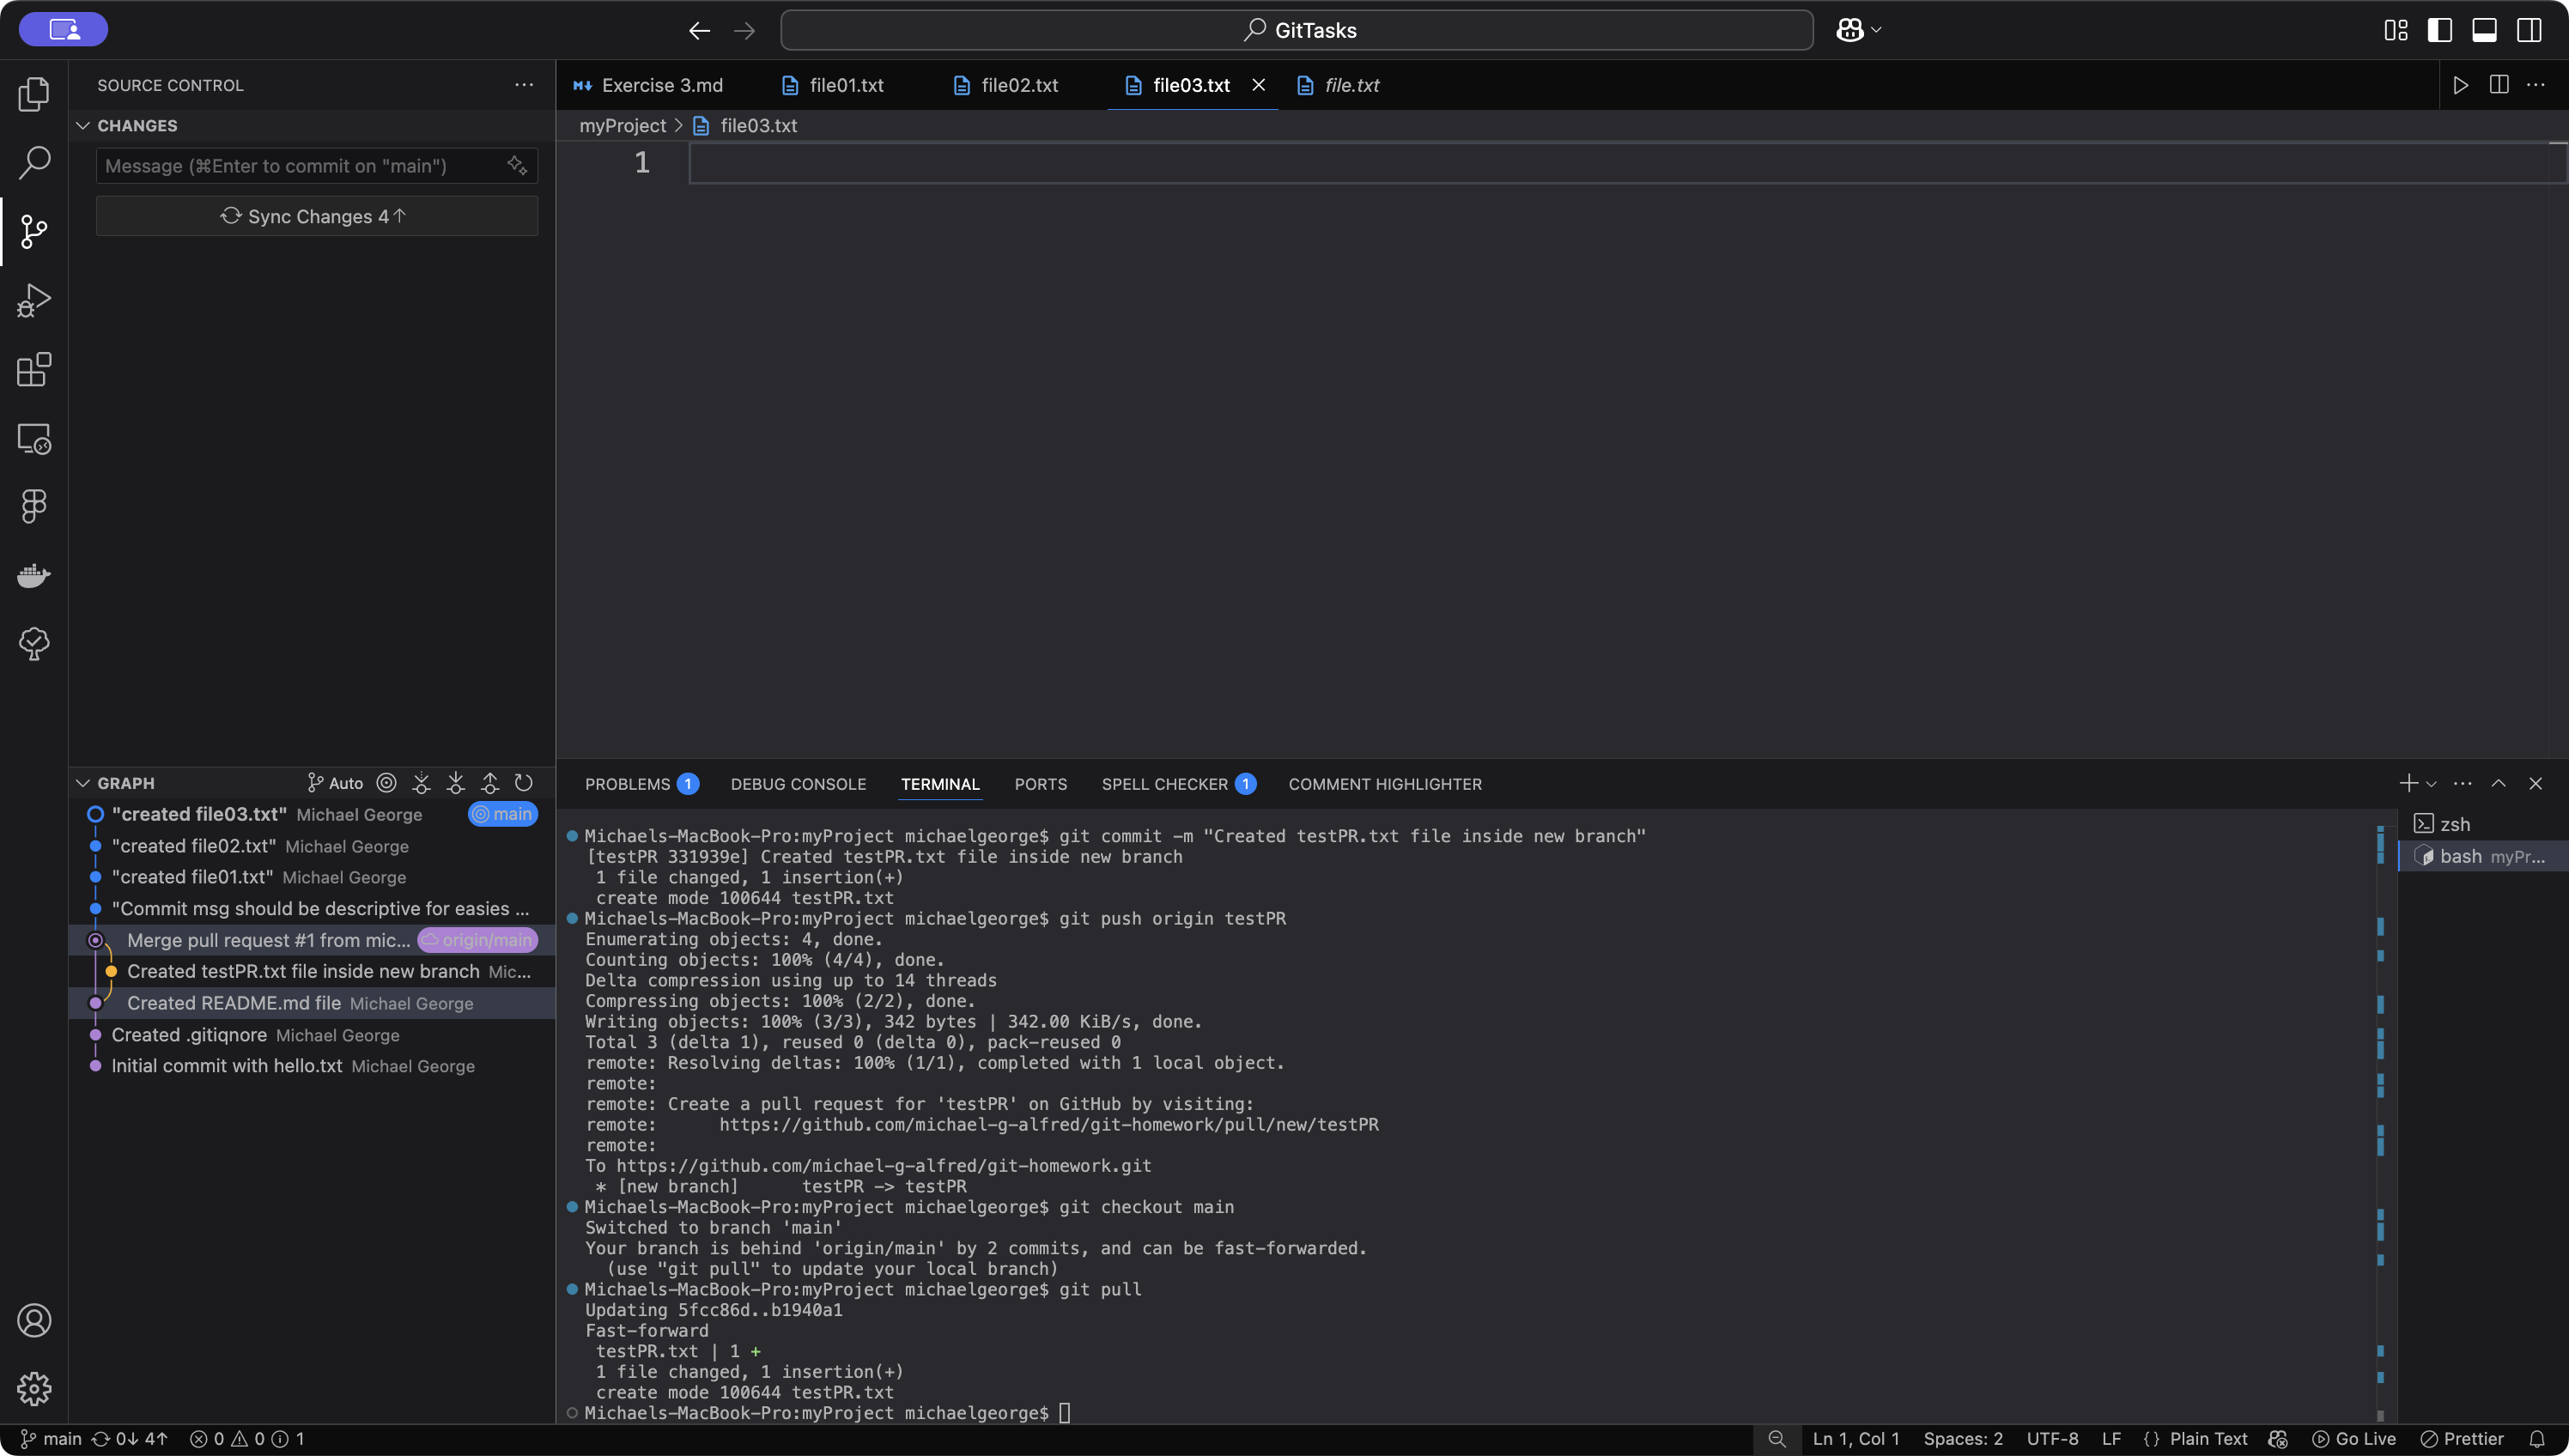 GitTasks
SOURCE CONTROL
CHANGES
Message (⌘Enter to commit on "main")
Sync Changes 4↑
Exercise 3.md
file01.txt
file02.txt
file03.txt
file.txt
myProject > file03.txt
1
GRAPH
Auto
"created file03.txt" Michael George main
"created file02.txt" Michael George
"created file01.txt" Michael George
"Commit msg should be descriptive for easies ...
Merge pull request #1 from mic... origin/main
Created testPR.txt file inside new branch Mic...
Created README.md file Michael George
Created .gitignore Michael George
Initial commit with hello.txt Michael George
PROBLEMS 1 DEBUG CONSOLE TERMINAL PORTS SPELL CHECKER 1 COMMENT HIGHLIGHTER
Michaels-MacBook-Pro:myProject michaelgeorge$ git commit -m "Created testPR.txt file inside new branch"
[testPR 331939e] Created testPR.txt file inside new branch
1 file changed, 1 insertion(+)
create mode 100644 testPR.txt
Michaels-MacBook-Pro:myProject michaelgeorge$ git push origin testPR
Enumerating objects: 4, done.
Counting objects: 100% (4/4), done.
Delta compression using up to 14 threads
Compressing objects: 100% (2/2), done.
Writing objects: 100% (3/3), 342 bytes | 342.00 KiB/s, done.
Total 3 (delta 1), reused 0 (delta 0), pack-reused 0
remote: Resolving deltas: 100% (1/1), completed with 1 local object.
remote:
remote: Create a pull request for 'testPR' on GitHub by visiting:
remote:      https://github.com/michael-g-alfred/git-homework/pull/new/testPR
remote:
To https://github.com/michael-g-alfred/git-homework.git
* [new branch]      testPR -> testPR
Michaels-MacBook-Pro:myProject michaelgeorge$ git checkout main
Switched to branch 'main'
Your branch is behind 'origin/main' by 2 commits, and can be fast-forwarded.
(use "git pull" to update your local branch)
Michaels-MacBook-Pro:myProject michaelgeorge$ git pull
Updating 5fcc86d..b1940a1
Fast-forward
testPR.txt | 1 +
1 file changed, 1 insertion(+)
create mode 100644 testPR.txt
Michaels-MacBook-Pro:myProject michaelgeorge$
zsh
bash myPr...
main 0↓ 4↑ 0 0 1
Ln 1, Col 1 Spaces: 2 UTF-8 LF {} Plain Text Go Live Prettier